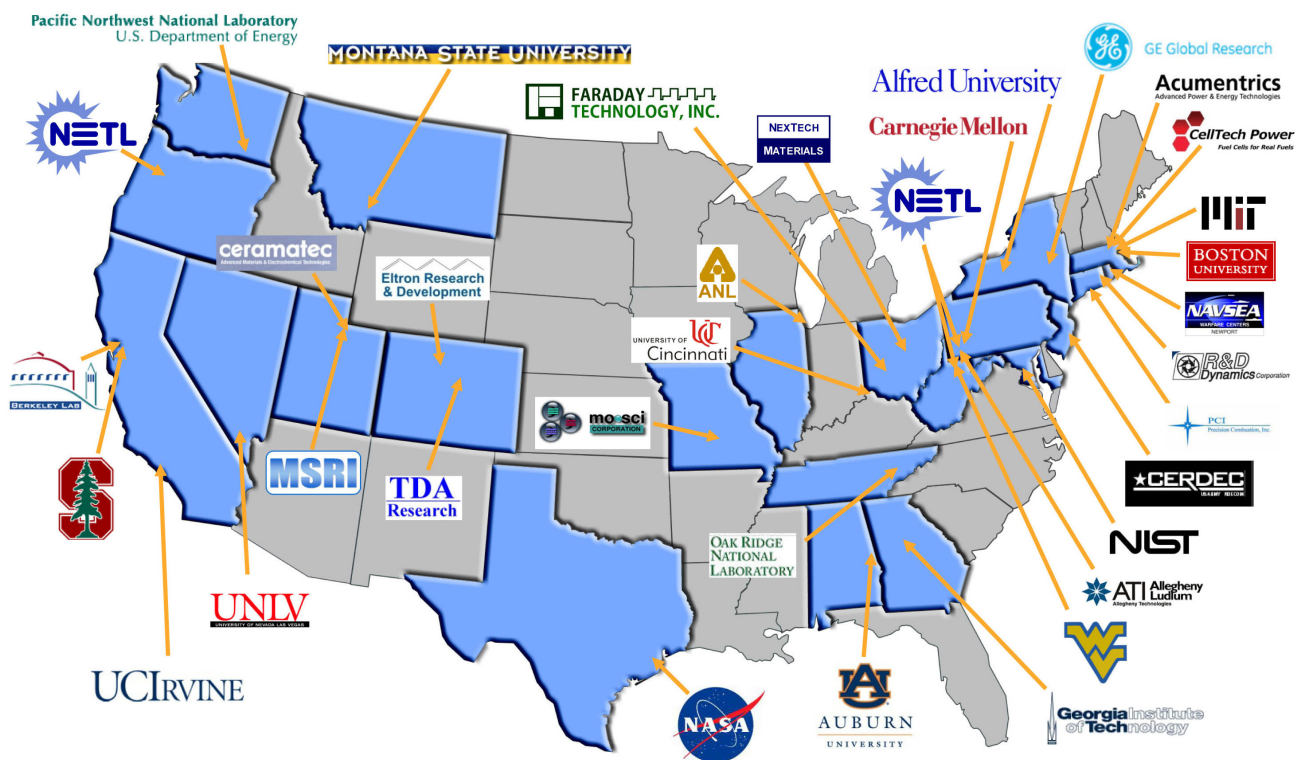 Pacific Northwest National Laboratory
U.S. Department of Energy
MONTANA STATE UNIVERSITY
NETL
FARADAY
TECHNOLOGY, INC.
NEXTECH
MATERIALS
Alfred University
Carnegie Mellon
NETL
GE Global Research
Acumentrics
Advanced Power & Energy Technologies
CellTech Power
Fuel Cells for Real Fuels
MIT
BOSTON
UNIVERSITY
NAVSEA
WARFARE CENTERS
NEWPORT
R&D
Dynamics Corporation
PCI
Precision Combustion, Inc.
★CERDEC
NIST
ATI Allegheny
Ludlum
Allegheny Technologies
WV
Georgia Institute
of Technology
AU
AUBURN
UNIVERSITY
NASA
OAK RIDGE
NATIONAL
LABORATORY
mo•sci
CORPORATION
UC
UNIVERSITY OF
Cincinnati
ANL
Eltron Research
& Development
ceramatec
Advanced Materials & Electrochemical Technologies
TDA
Research
MSRI
BERKELEY LAB
S
UNLV
UNIVERSITY OF NEVADA LAS VEGAS
UCIRVINE